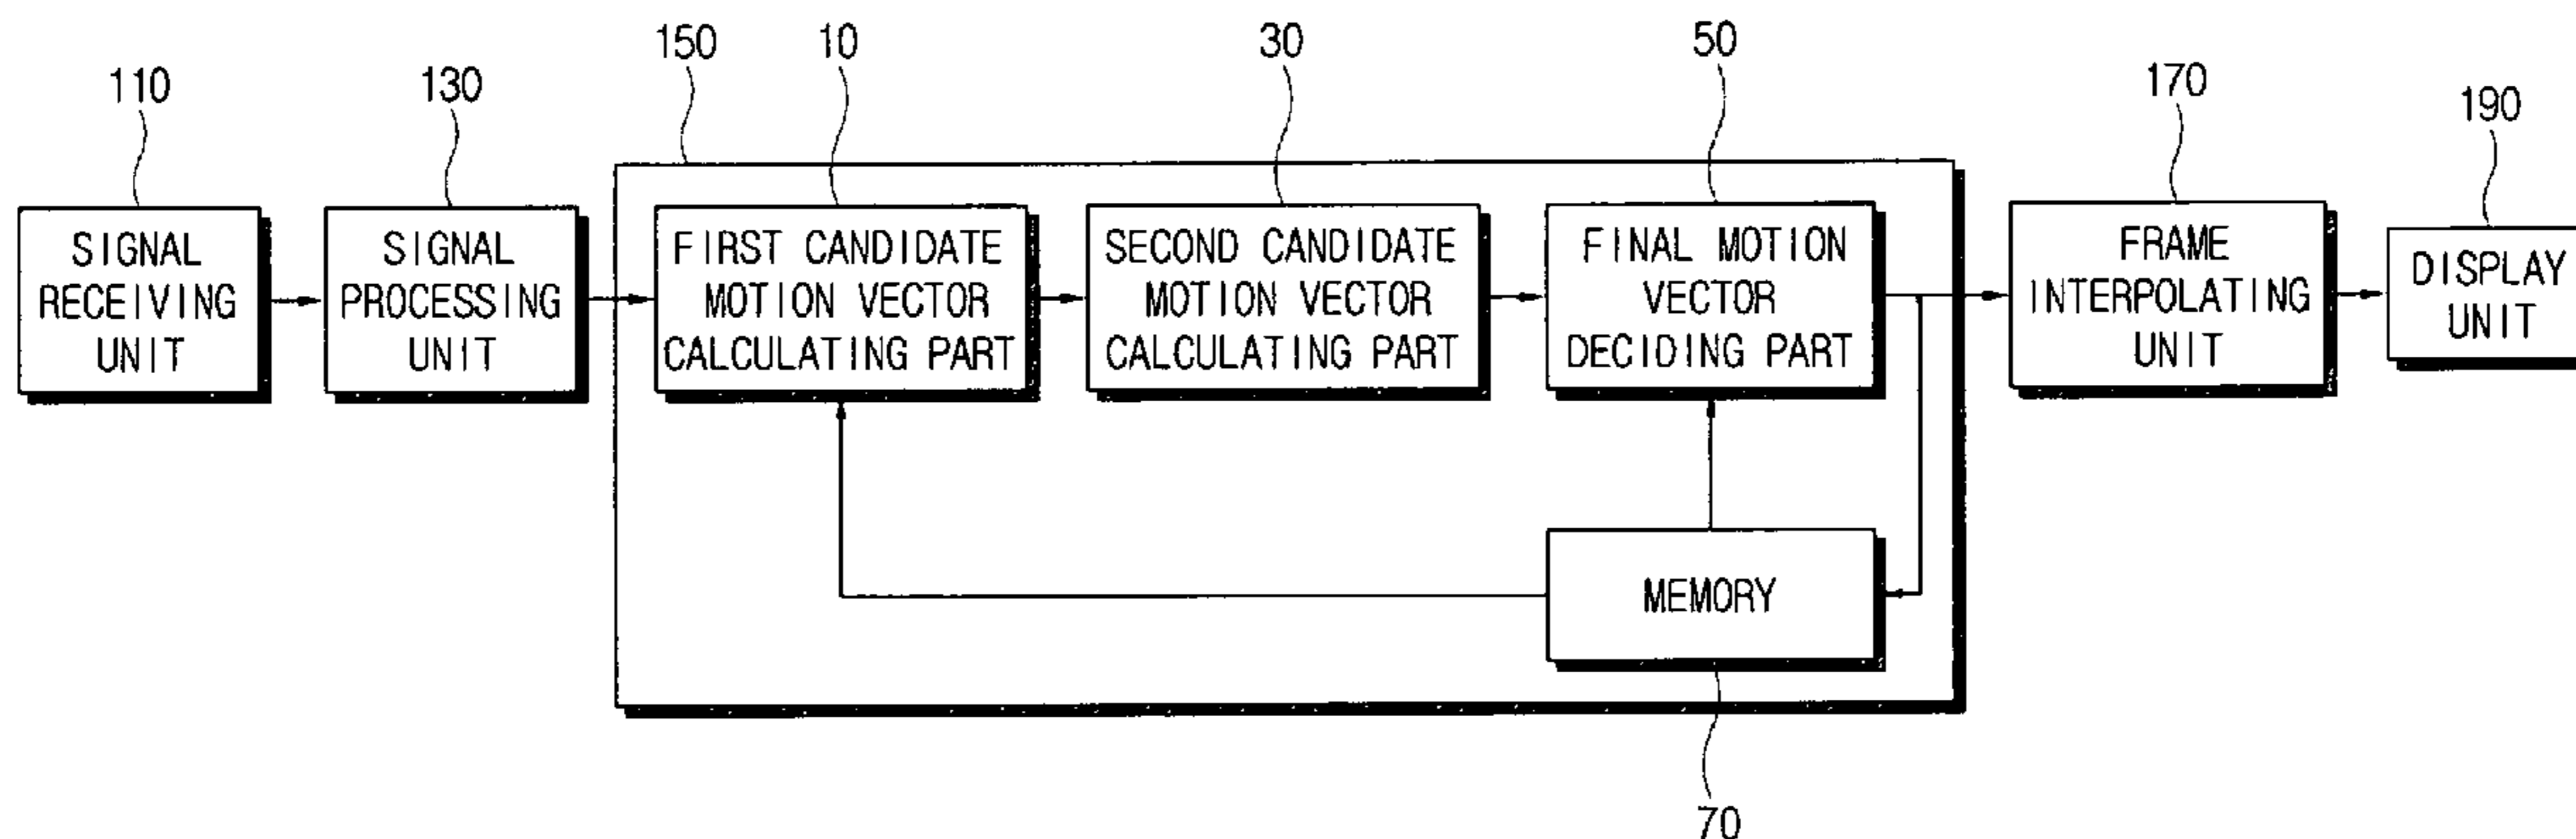 150
10
30
50
110
130
170
190
SIGNAL
RECEIVING
UNIT
SIGNAL
PROCESSING
UNIT
FIRST CANDIDATE
MOTION VECTOR
CALCULATING PART
SECOND CANDIDATE
MOTION VECTOR
CALCULATING PART
FINAL MOTION
VECTOR
DECIDING PART
FRAME
INTERPOLATING
UNIT
DISPLAY
UNIT
MEMORY
70